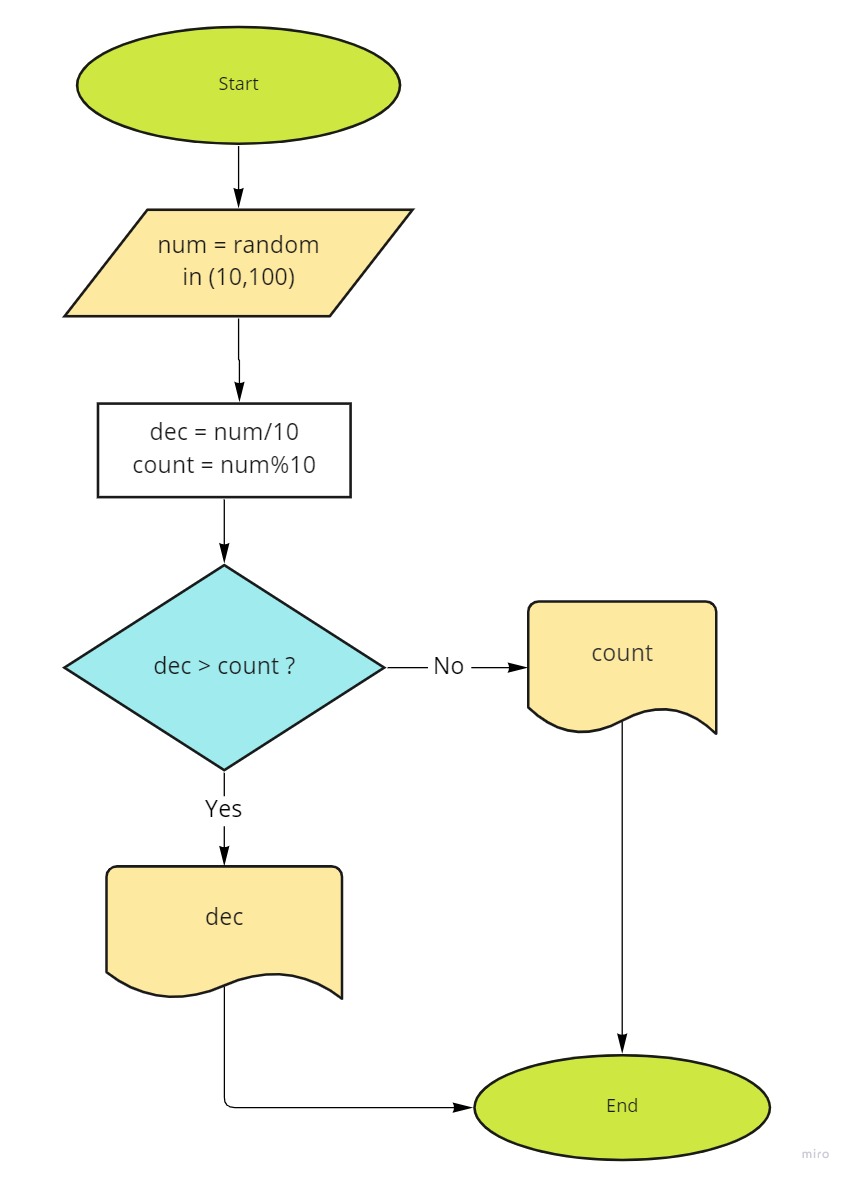 Start
num = random
in (10,100)
dec = num/10
count = num%10
dec > count ?
No
count
Yes
dec
End
miro